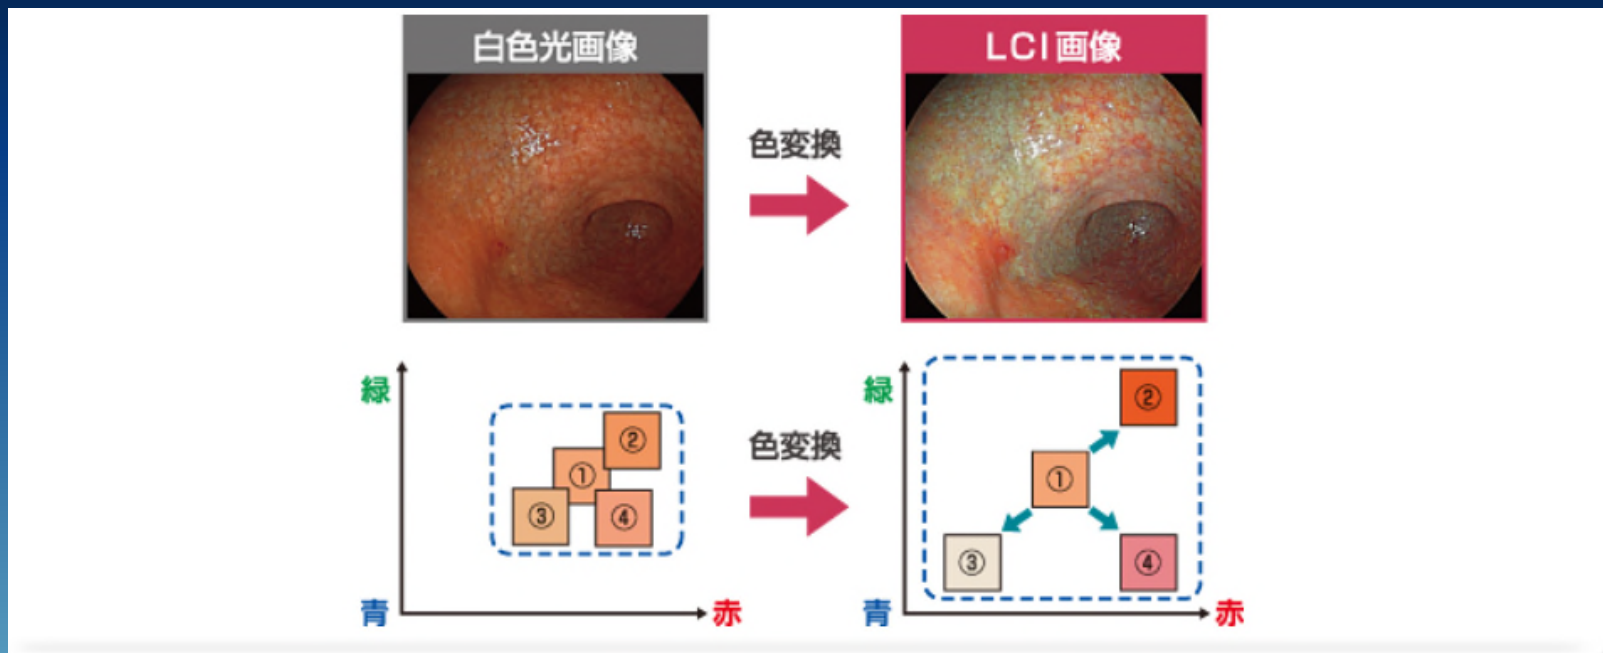 白色光画像
LCI画像
色変換
緑
②
①
③
④
青
赤
色変換
緑
②
①
③
④
青
赤